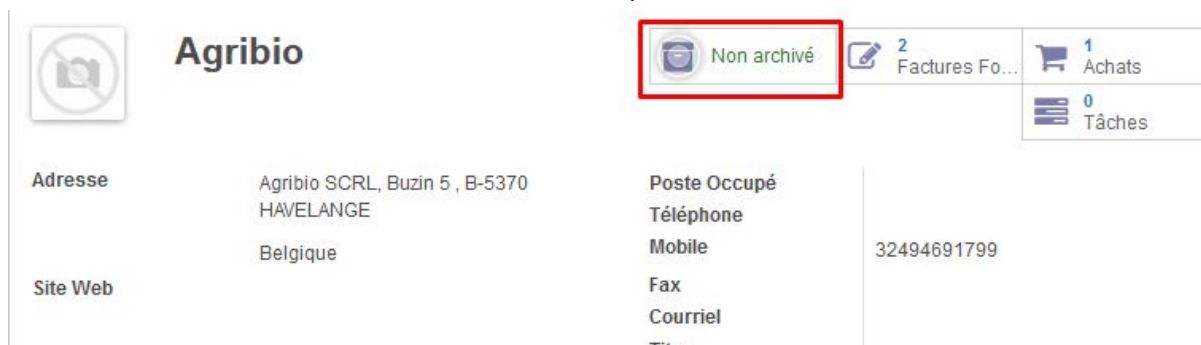 Agribio
Non archivé
2
Factures Fo...
1
Achats
0
Tâches
Adresse
Agribio SCRL, Buzin 5 , B-5370
HAVELANGE
Belgique
Site Web
Poste Occupé
Téléphone
Mobile
32494691799
Fax
Courriel